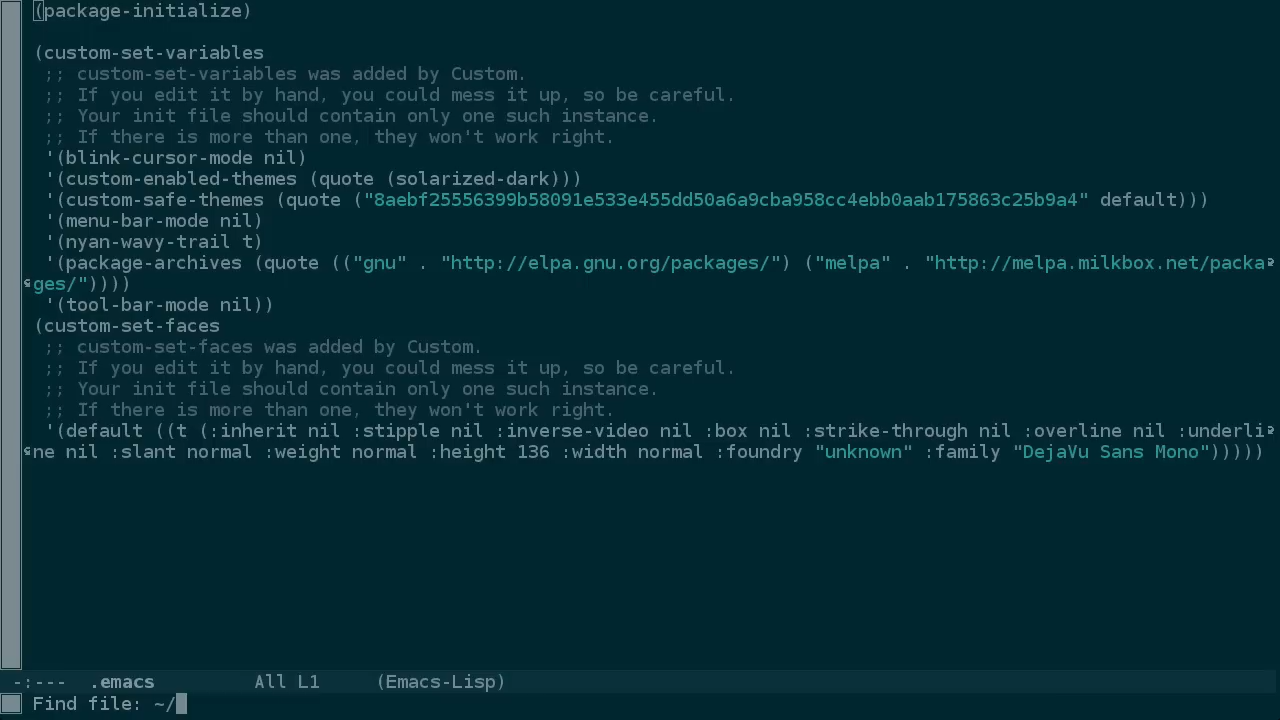 (package-initialize)
(custom-set-variables
 ;; custom-set-variables was added by Custom.
 ;; If you edit it by hand, you could mess it up, so be careful.
 ;; Your init file should contain only one such instance.
 ;; If there is more than one, they won't work right.
 '(blink-cursor-mode nil)
 '(custom-enabled-themes (quote (solarized-dark)))
 '(custom-safe-themes (quote ("8aebf25556399b58091e533e455dd50a6a9cba958cc4ebb0aab175863c25b9a4" default)))
 '(menu-bar-mode nil)
 '(nyan-wavy-trail t)
 '(package-archives (quote (("gnu" . "http://elpa.gnu.org/packages/") ("melpa" . "http://melpa.milkbox.net/packa
ges/"))))
 '(tool-bar-mode nil))
(custom-set-faces
 ;; custom-set-faces was added by Custom.
 ;; If you edit it by hand, you could mess it up, so be careful.
 ;; Your init file should contain only one such instance.
 ;; If there is more than one, they won't work right.
 '(default ((t (:inherit nil :stipple nil :inverse-video nil :box nil :strike-through nil :overline nil :underli
ne nil :slant normal :weight normal :height 136 :width normal :foundry "unknown" :family "DejaVu Sans Mono")))))
-:--- .emacs All L1 (Emacs-Lisp)
Find file: ~/